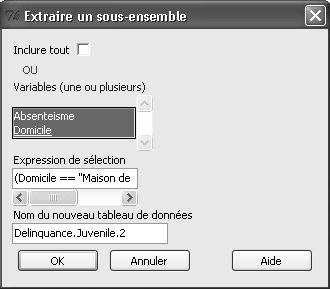 Extraire un sous-ensemble
Inclure tout
OU
Variables (une ou plusieurs)
Absenteisme
Domicile
Expression de sélection
(Domicile == "Maison de
Nom du nouveau tableau de données
Delinquance.Juvenile.2
OK
Annuler
Aide